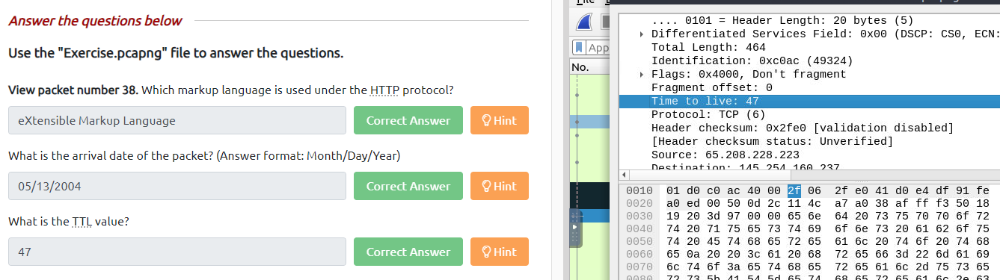 Answer the questions below
Use the "Exercise.pcapng" file to answer the questions.
View packet number 38. Which markup language is used under the HTTP protocol?
eXtensible Markup Language
Correct Answer
Hint
What is the arrival date of the packet? (Answer format: Month/Day/Year)
05/13/2004
Correct Answer
Hint
What is the TTL value?
47
Correct Answer
Hint
App
No.
.... 0101 = Header Length: 20 bytes (5)
Differentiated Services Field: 0x00 (DSCP: CS0, ECN:
Total Length: 464
Identification: 0xc0ac (49324)
Flags: 0x4000, Don't fragment
Fragment offset: 0
Time to live: 47
Protocol: TCP (6)
Header checksum: 0x2fe0 [validation disabled]
[Header checksum status: Unverified]
Source: 65.208.228.223
Destination: 145.254.160.237
0010 01 d0 c0 ac 40 00 2f 06 2f e0 41 d0 e4 df 91 fe
0020 a0 ed 00 50 0d 2c 11 4c a7 a0 38 af ff f3 50 18
0030 19 20 3d 97 00 00 65 6e 64 20 73 75 70 70 6f 72
0040 74 20 71 75 65 73 74 69 6f 6e 73 20 61 62 6f 75
0050 74 20 45 74 68 65 72 65 61 6c 20 74 6f 20 74 68
0060 65 0a 20 20 3c 61 20 68 72 65 66 3d 22 6d 61 69
0070 6c 74 6f 3a 65 74 68 65 72 65 61 6c 2d 75 73 65
0080 72 73 5b 41 54 5d 65 74 68 65 72 65 61 6c 2e 63